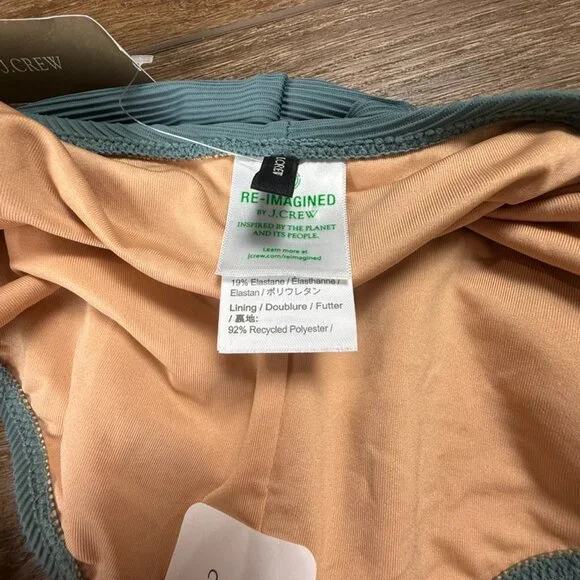 J.CREW
RE-IMAGINED
BY J.CREW
INSPIRED BY THE PLANET
AND ITS PEOPLE.
Learn more at
jcrew.com/reimagined
19% Elastane / Élasthanne /
Elastan / ポリウレタン
Lining / Doublure / Futter
/ 裏地:
92% Recycled Polyester /
2